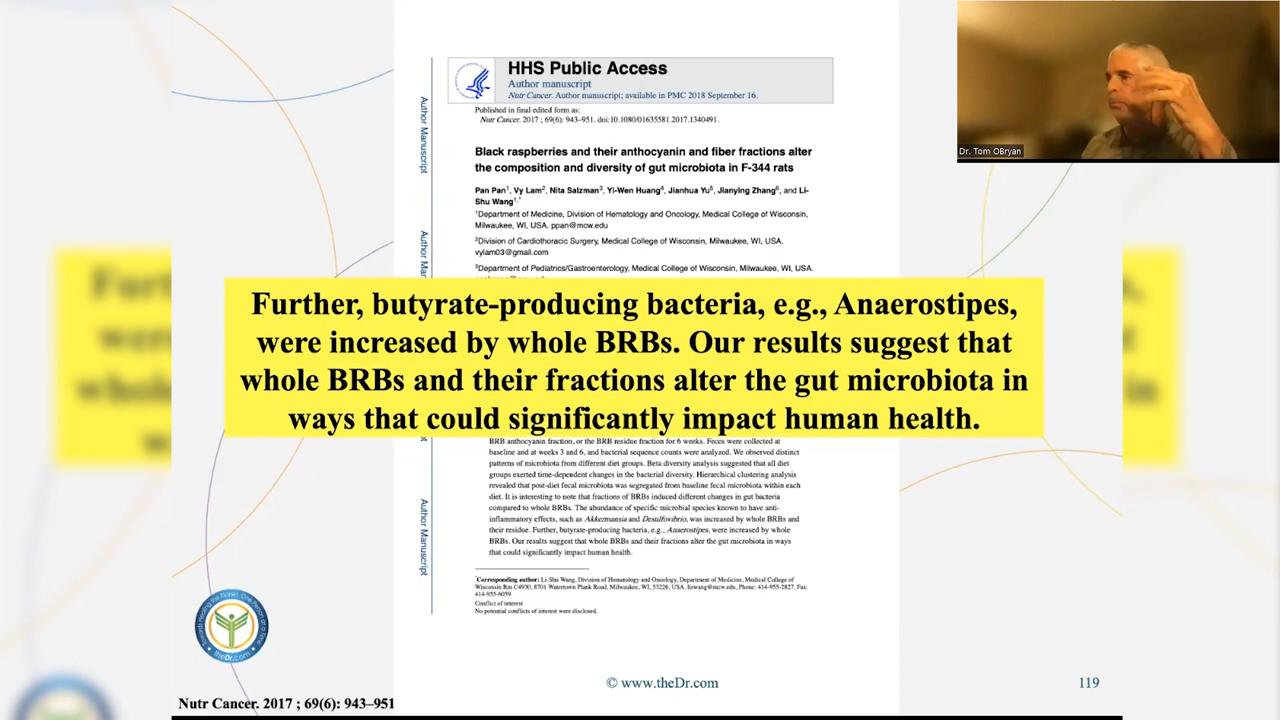 HHS Public Access
Author manuscript
Nutr Cancer. Author manuscript; available in PMC 2018 September 16.
Published in final edited form as:
Nutr Cancer. 2017 ; 69(6): 943–951. doi:10.1080/01635581.2017.1340491.
Black raspberries and their anthocyanin and fiber fractions alter
the composition and diversity of gut microbiota in F-344 rats
Pan Pan1, Vy Lam2, Nita Salzman3, Yi-Wen Huang4, Jianhua Yu5, Jianying Zhang6, and Li-
Shu Wang1,*
1Department of Medicine, Division of Hematology and Oncology, Medical College of Wisconsin,
Milwaukee, WI, USA. ppan@mcw.edu
2Division of Cardiothoracic Surgery, Medical College of Wisconsin, Milwaukee, WI, USA.
vylam03@gmail.com
3Department of Pediatrics/Gastroenterology, Medical College of Wisconsin, Milwaukee, WI, USA.
Further, butyrate-producing bacteria, e.g., Anaerostipes,
were increased by whole BRBs. Our results suggest that
whole BRBs and their fractions alter the gut microbiota in
ways that could significantly impact human health.
BRB anthocyanin fraction, or the BRB residue fraction for 6 weeks. Feces were collected at
baseline and at weeks 3 and 6, and bacterial sequence counts were analyzed. We observed distinct
patterns of microbiota from different diet groups. Beta diversity analysis suggested that all diet
groups exerted time-dependent changes in the bacterial diversity. Hierarchical clustering analysis
revealed that post-diet fecal microbiota was segregated from baseline fecal microbiota within each
diet. It is interesting to note that fractions of BRBs induced different changes in gut bacteria
compared to whole BRBs. The abundance of specific microbial species known to have anti-
inflammatory effects, such as Akkermansia and Desulfovibrio, was increased by whole BRBs and
their residue. Further, butyrate-producing bacteria, e.g., Anaerostipes, were increased by whole
BRBs. Our results suggest that whole BRBs and their fractions alter the gut microbiota in ways
that could significantly impact human health.
*Corresponding author: Li-Shu Wang, Division of Hematology and Oncology, Department of Medicine, Medical College of
Wisconsin Rm C4930, 8701 Watertown Plank Road, Milwaukee, WI, 53226, USA. liswang@mcw.edu, Phone: 414-955-2827, Fax:
414-955-6059.
Conflict of interest
No potential conflicts of interest were disclosed.
Author Manuscript
Author Man
Author Manuscript
Dr. Tom OBryan
theDr.com
© www.theDr.com
119
Nutr Cancer. 2017 ; 69(6): 943–951